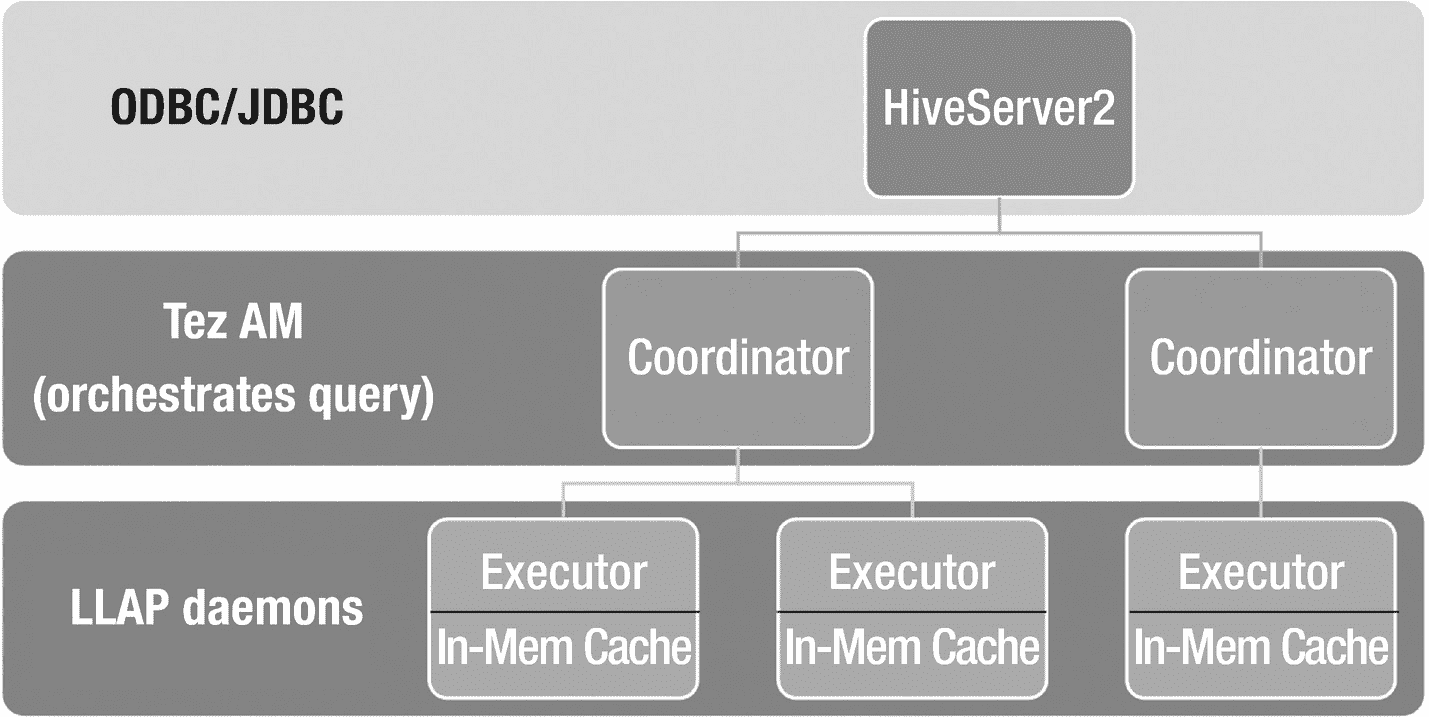 ODBC/JDBC
HiveServer2
Tez AM
(orchestrates query)
Coordinator
Coordinator
LLAP daemons
Executor
In-Mem Cache
Executor
In-Mem Cache
Executor
In-Mem Cache